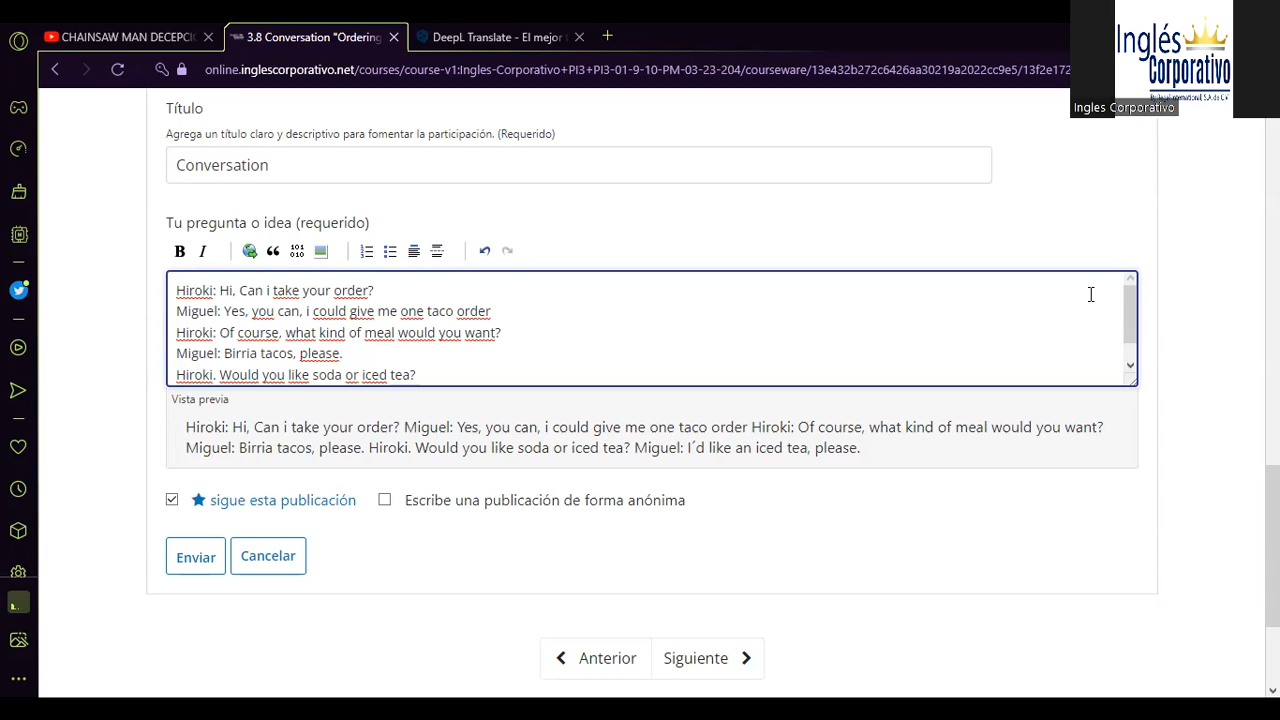 CHAINSAW MAN DECEPCI
3.8 Conversation "Ordering
DeepL Translate - El mejor
online.inglescorporativo.net/courses/course-v1:Ingles-Corporativo+PI3+PI3-01-9-10-PM-03-23-204/courseware/13e432b272c6426aa30219a2022cc9e5/13f2e172
Inglés
Corporativo
Ingles Corporativo
Título
Agrega un título claro y descriptivo para fomentar la participación. (Requerido)
Conversation
Tu pregunta o idea (requerido)
B I
Hiroki: Hi, Can i take your order?
Miguel: Yes, you can, i could give me one taco order
Hiroki: Of course, what kind of meal would you want?
Miguel: Birria tacos, please.
Hiroki. Would you like soda or iced tea?
Vista previa
Hiroki: Hi, Can i take your order? Miguel: Yes, you can, i could give me one taco order Hiroki: Of course, what kind of meal would you want?
Miguel: Birria tacos, please. Hiroki. Would you like soda or iced tea? Miguel: I´d like an iced tea, please.
sigue esta publicación
Escribe una publicación de forma anónima
Enviar
Cancelar
Anterior
Siguiente